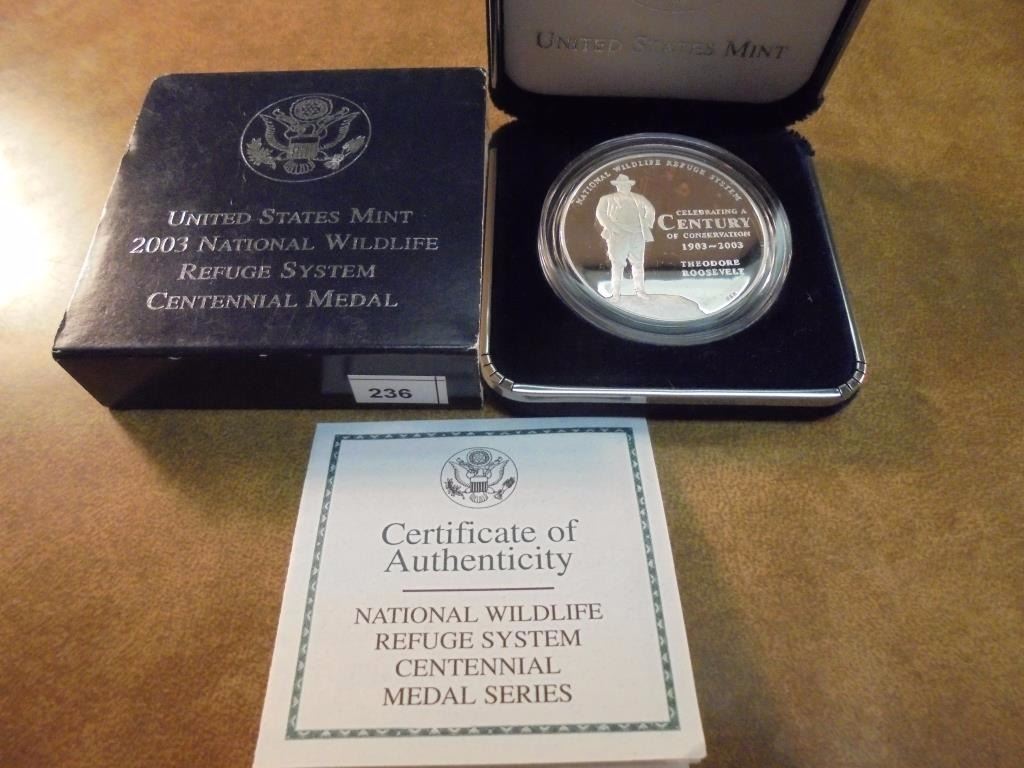 UNITED STATES MINT
UNITED STATES MINT
2003 NATIONAL WILDLIFE
REFUGE SYSTEM
CENTENNIAL MEDAL
236
NATIONAL WILDLIFE REFUGE SYSTEM
CELEBRATING A
CENTURY
OF CONSERVATION
1903~2003
THEODORE
ROOSEVELT
Certificate of
Authenticity
NATIONAL WILDLIFE
REFUGE SYSTEM
CENTENNIAL
MEDAL SERIES